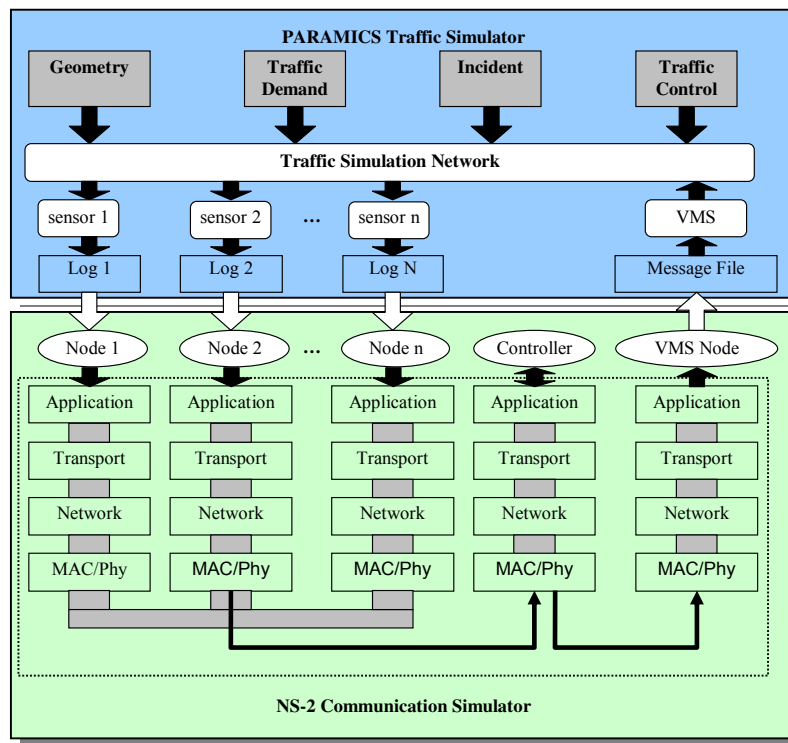 PARAMICS Traffic Simulator
Geometry
Traffic
Demand
Incident
Traffic
Control
Traffic Simulation Network
sensor 1
sensor 2
...
sensor n
VMS
Log 1
Log 2
Log N
Message File
Node 1
Node 2
...
Node n
Controller
VMS Node
Application
Application
Application
Application
Application
Transport
Transport
Transport
Transport
Transport
Network
Network
Network
Network
Network
MAC/Phy
MAC/Phy
MAC/Phy
MAC/Phy
MAC/Phy
NS-2 Communication Simulator